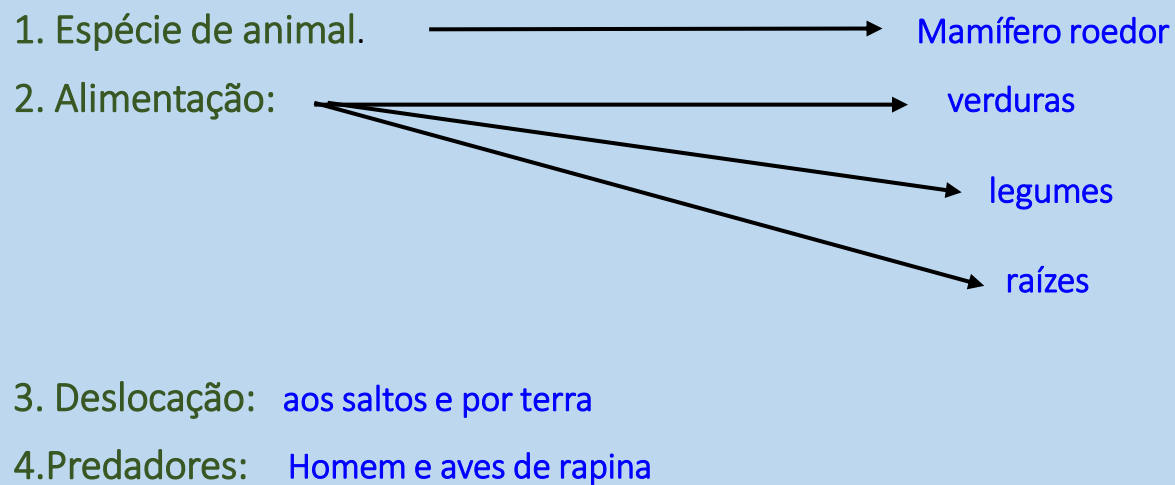 1. Espécie de animal. Mamífero roedor
2. Alimentação: verduras
legumes
raízes
3. Deslocação: aos saltos e por terra
4.Predadores: Homem e aves de rapina